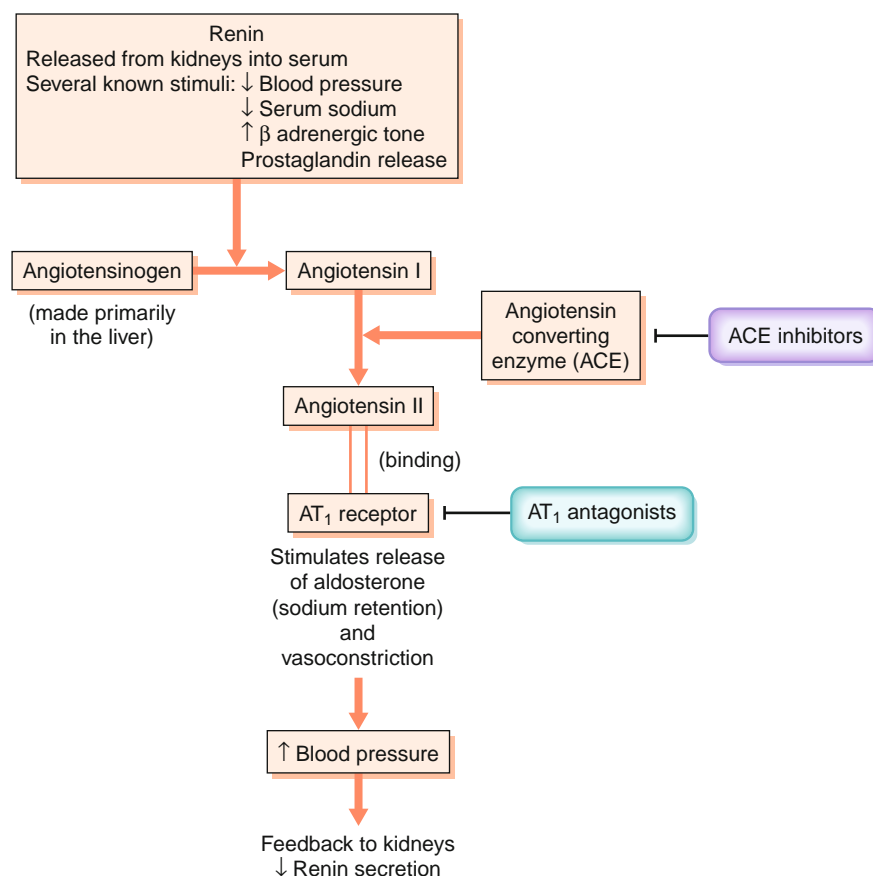 Renin
Released from kidneys into serum
Several known stimuli: ↓ Blood pressure
↓ Serum sodium
↑ β adrenergic tone
Prostaglandin release
Angiotensinogen
Angiotensin I
(made primarily
in the liver)
Angiotensin
converting
enzyme (ACE)
ACE inhibitors
Angiotensin II
(binding)
AT₁ receptor
AT₁ antagonists
Stimulates release
of aldosterone
(sodium retention)
and
vasoconstriction
↑ Blood pressure
Feedback to kidneys
↓ Renin secretion